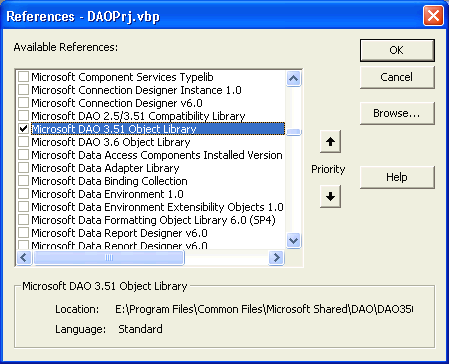 References - DAOPrj.vbp
Available References:
OK
Microsoft Component Services Typelib
Microsoft Connection Designer Instance 1.0
Cancel
Microsoft Connection Designer v6.0
Microsoft DAO 2.5/3.51 Compatibility Library
Browse...
Microsoft DAO 3.51 Object Library
Microsoft DAO 3.6 Object Library
Microsoft Data Access Components Installed Version
Microsoft Data Adapter Library
Priority
Microsoft Data Binding Collection
Help
Microsoft Data Environment 1.0
Microsoft Data Environment Extensibility Objects 1.0
Microsoft Data Formatting Object Library 6.0 (SP4)
Microsoft Data Report Designer v6.0
Microsoft Data Report Designer v6.0
Microsoft DAO 3.51 Object Library
Location: E:\Program Files\Common Files\Microsoft Shared\DAO\DAO35
Language: Standard